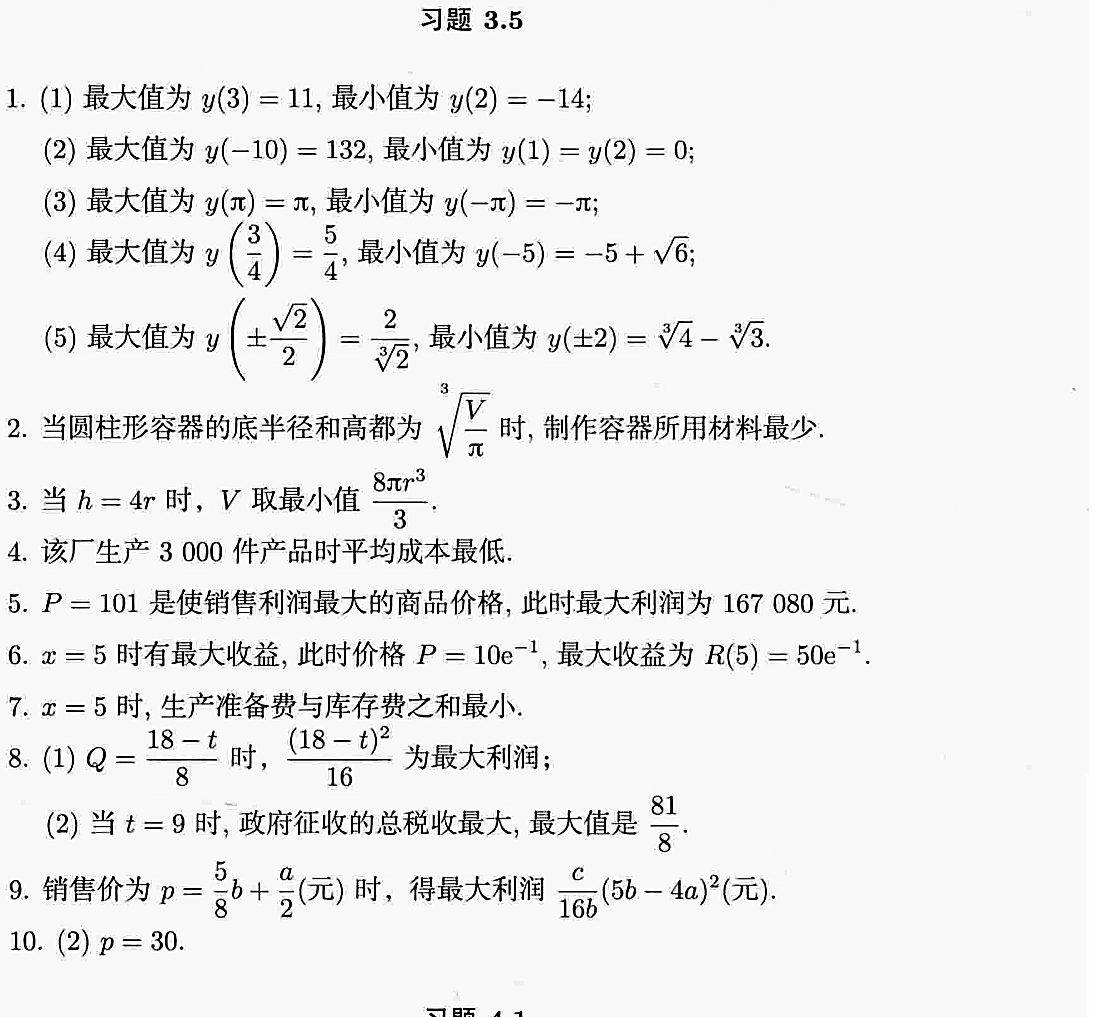 习题 3.5
1. (1) 最大值为 y(3) = 11, 最小值为 y(2) = −14;
(2) 最大值为 y(−10) = 132, 最小值为 y(1) = y(2) = 0;
(3) 最大值为 y(π) = π, 最小值为 y(−π) = −π;
(4) 最大值为 y(3/4) = 5/4, 最小值为 y(−5) = −5 + √6;
(5) 最大值为 y(±√2/2) = 2/∛2, 最小值为 y(±2) = ∛4 − ∛3.
2. 当圆柱形容器的底半径和高都为 ∛(V/π) 时, 制作容器所用材料最少.
3. 当 h = 4r 时, V 取最小值 8πr³/3.
4. 该厂生产 3 000 件产品时平均成本最低.
5. P = 101 是使销售利润最大的商品价格, 此时最大利润为 167 080 元.
6. x = 5 时有最大收益, 此时价格 P = 10e⁻¹, 最大收益为 R(5) = 50e⁻¹.
7. x = 5 时, 生产准备费与库存费之和最小.
8. (1) Q = (18 − t)/8 时, (18 − t)²/16 为最大利润;
(2) 当 t = 9 时, 政府征收的总税收最大, 最大值是 81/8.
9. 销售价为 p = 5/8 b + a/2 (元) 时, 得最大利润 c/16b (5b − 4a)²(元).
10. (2) p = 30.
习题 4.1